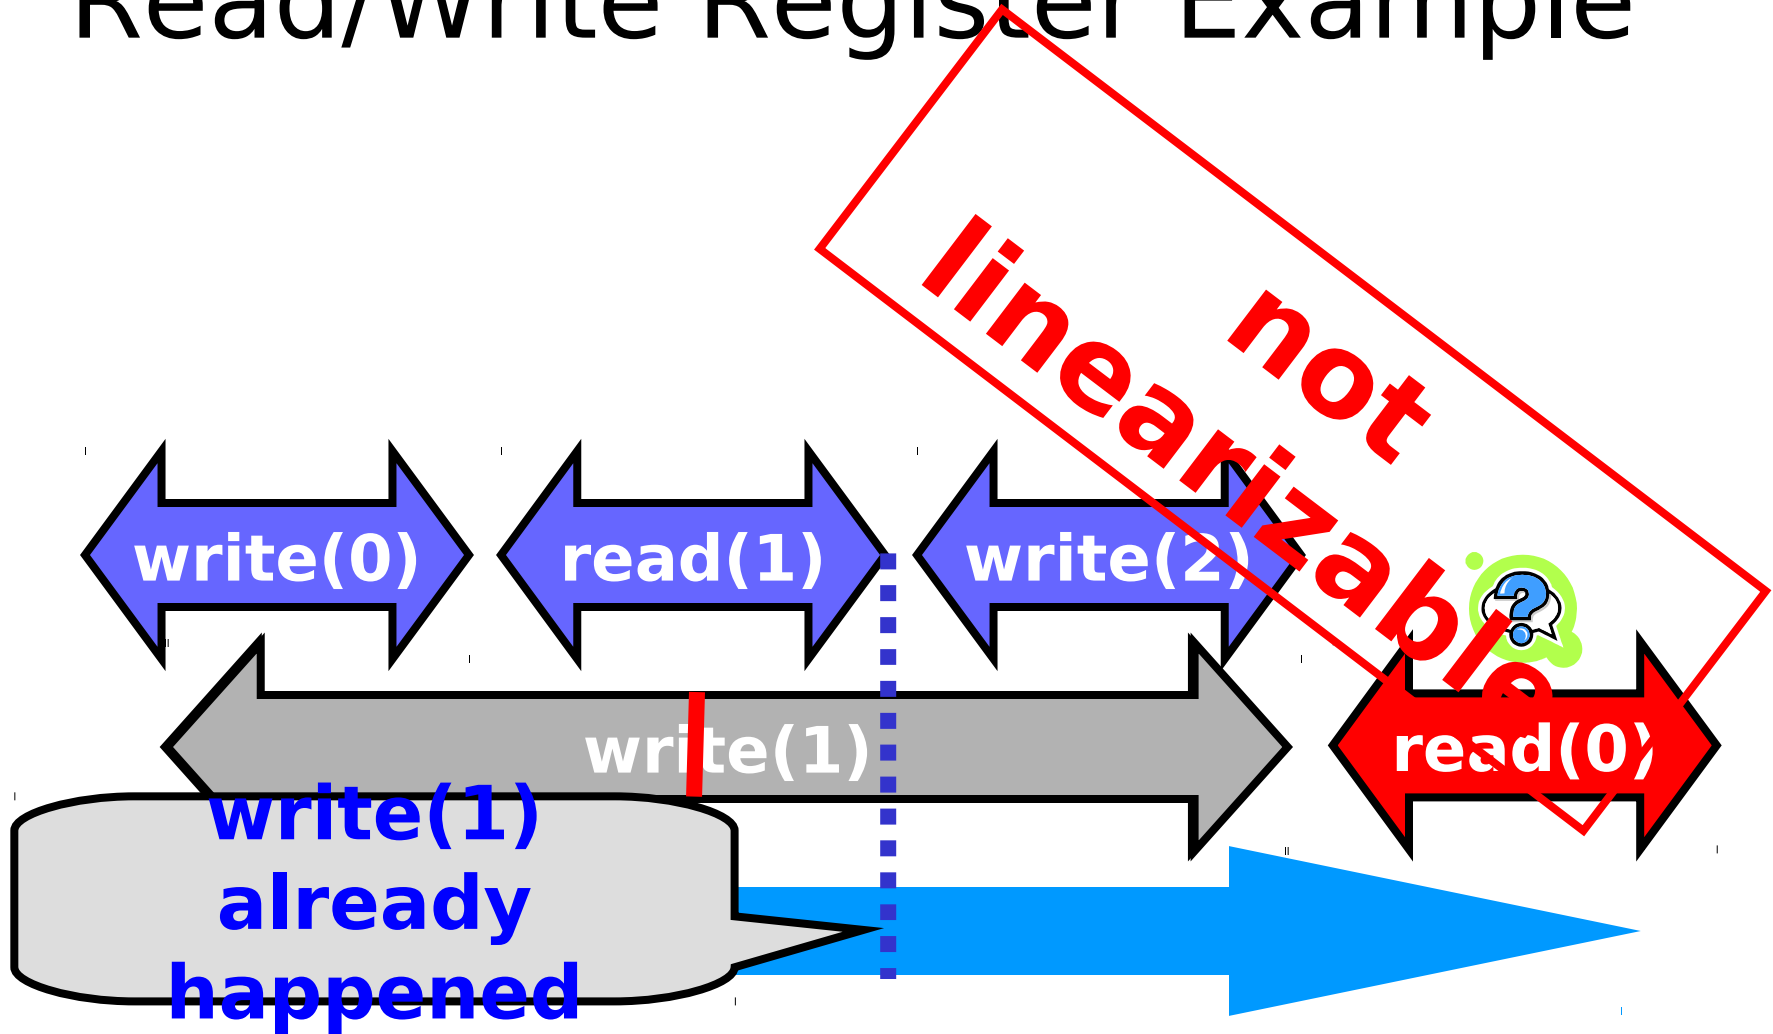 Read/Write Register Example
not
linearizable
write(0)
read(1)
write(2)
?
write(1)
read(0)
write(1)
already
happened